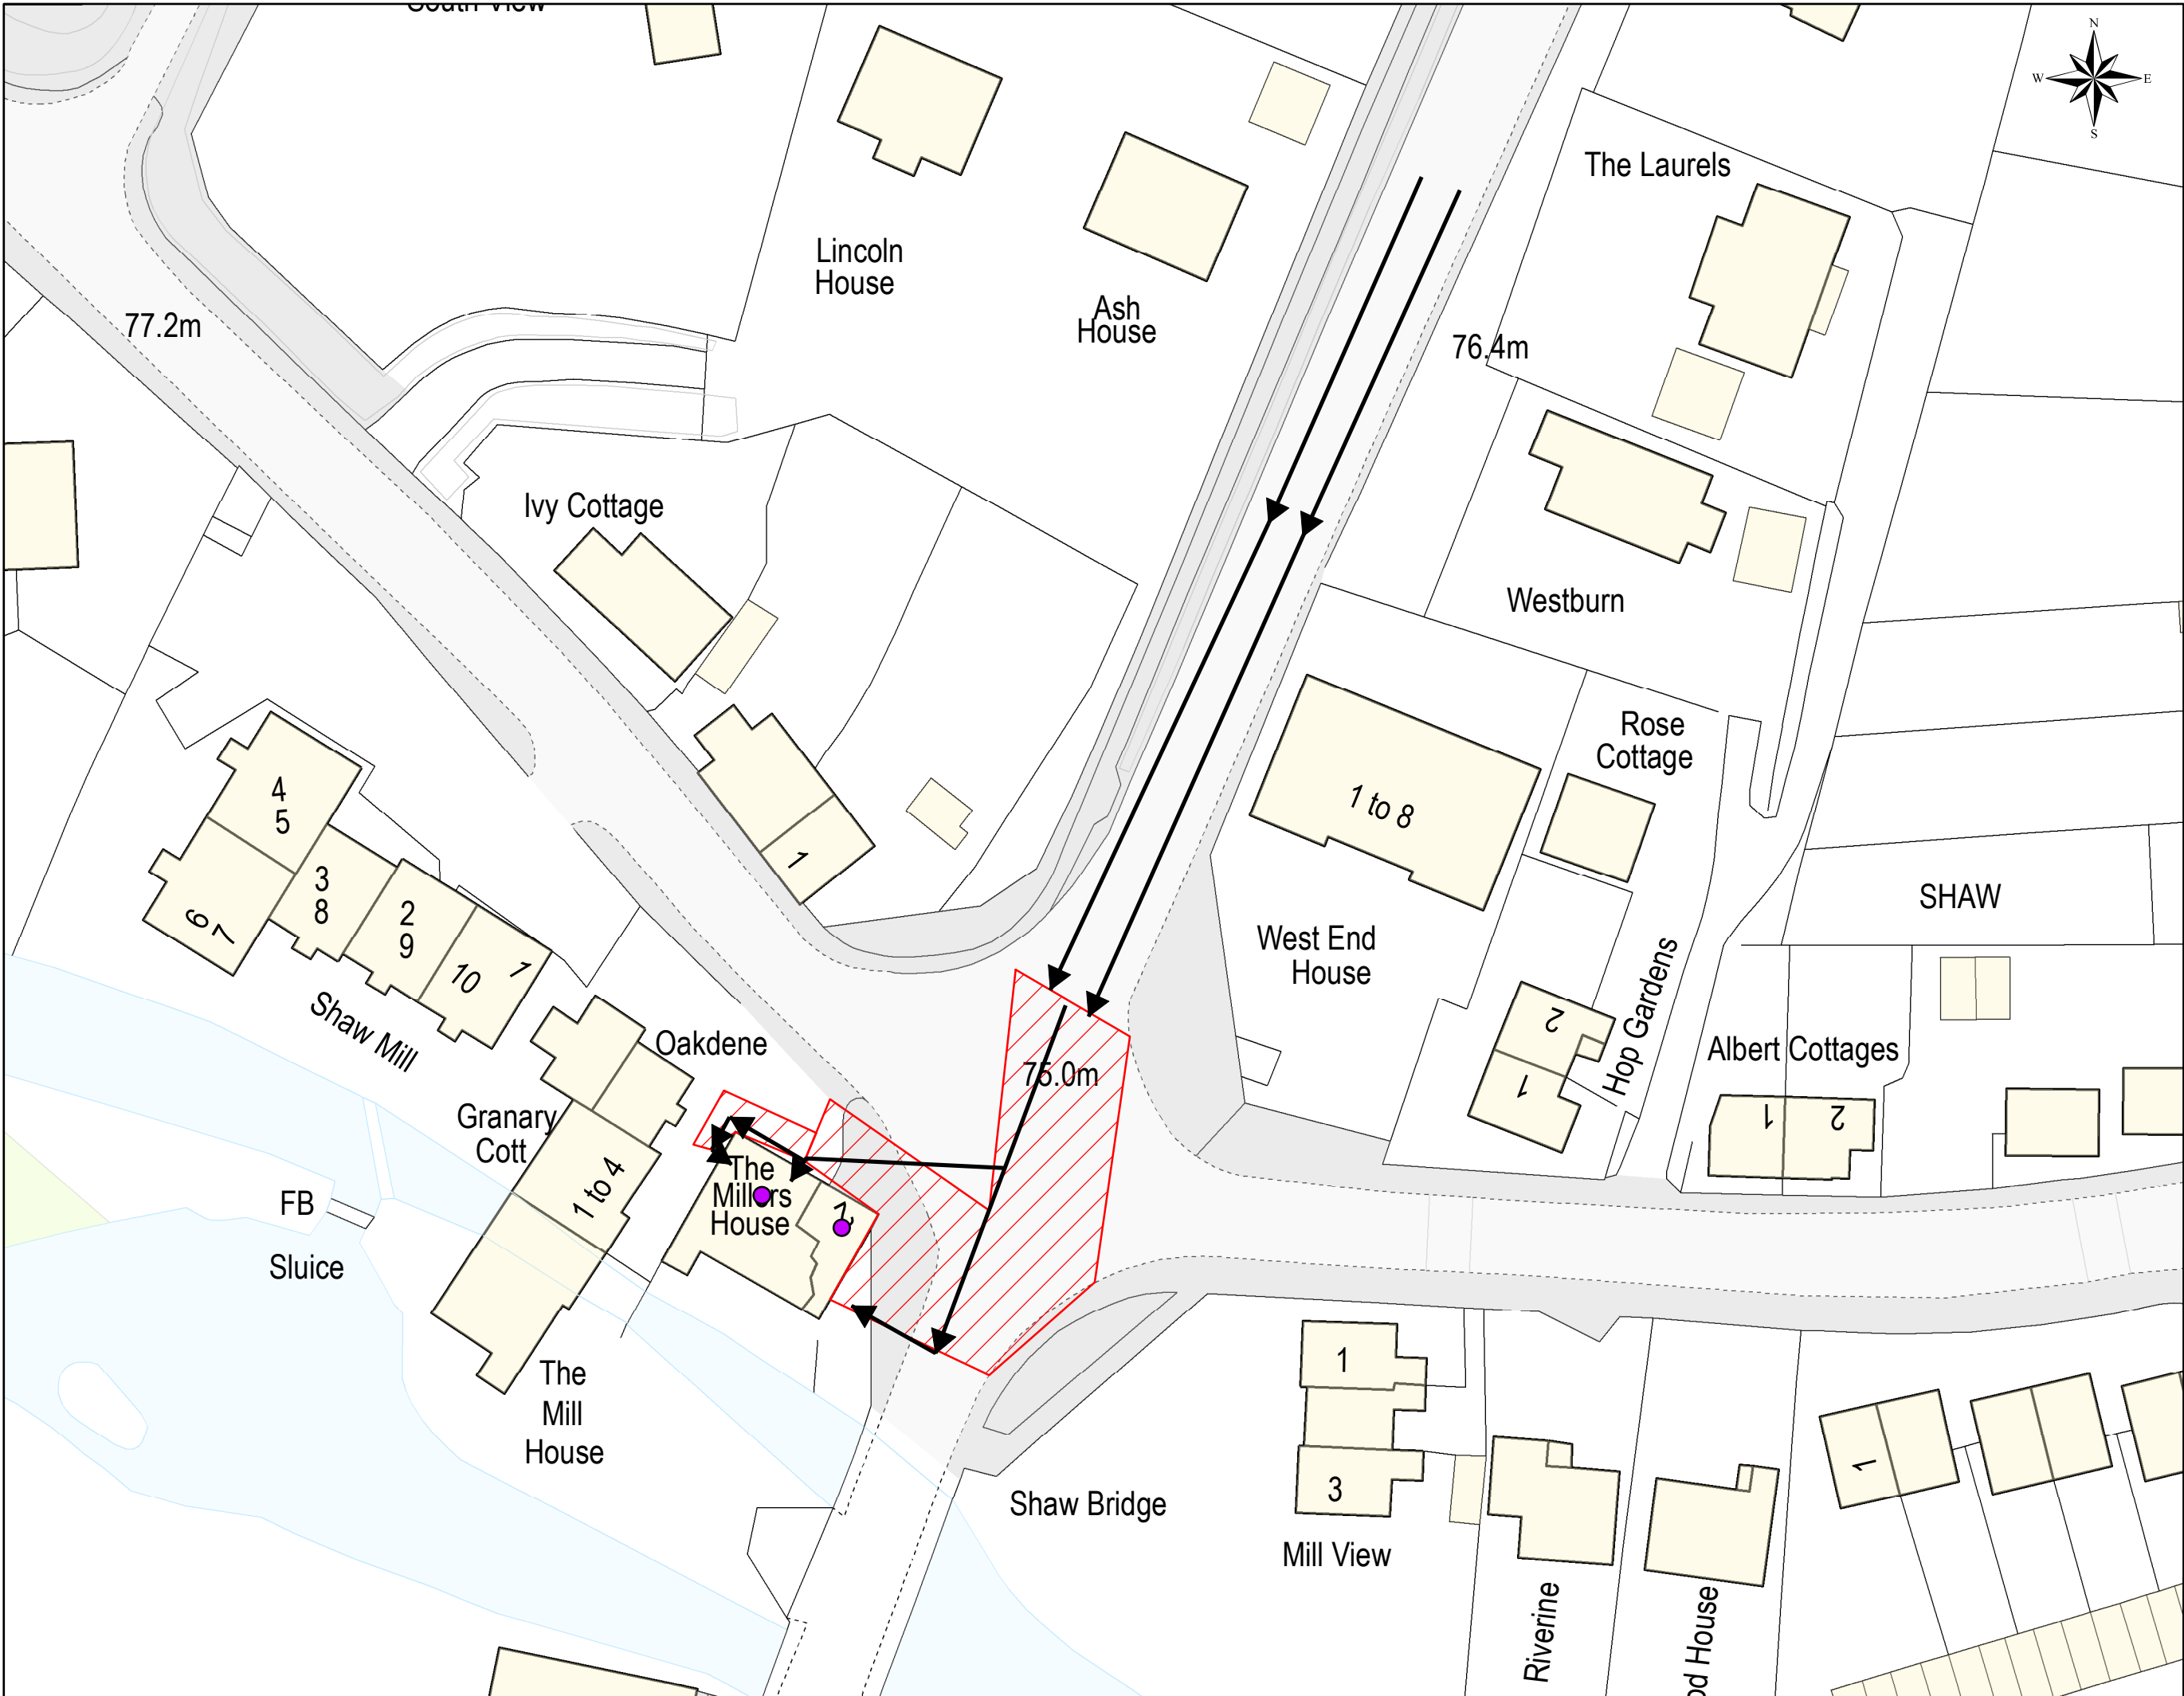 South View
N
W
E
S
The Laurels
Lincoln
House
Ash
House
77.2m
76.4m
Ivy Cottage
Westburn
Rose
Cottage
4
5
1 to 8
3
8
1
2
9
6
7
10
1
SHAW
West End
House
Shaw Mill
Oakdene
2
1
Hop Gardens
Albert Cottages
75.0m
1
2
Granary
Cott
1 to 4
The
Millers
House
2
FB
Sluice
The
Mill
House
1
3
1
Shaw Bridge
Mill View
Riverine
od House